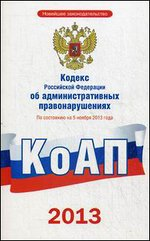 Новейшее законодательство
Кодекс
Российской Федерации
об административных
правонарушениях
По состоянию на 5 ноября 2013 года
КоАП
2013